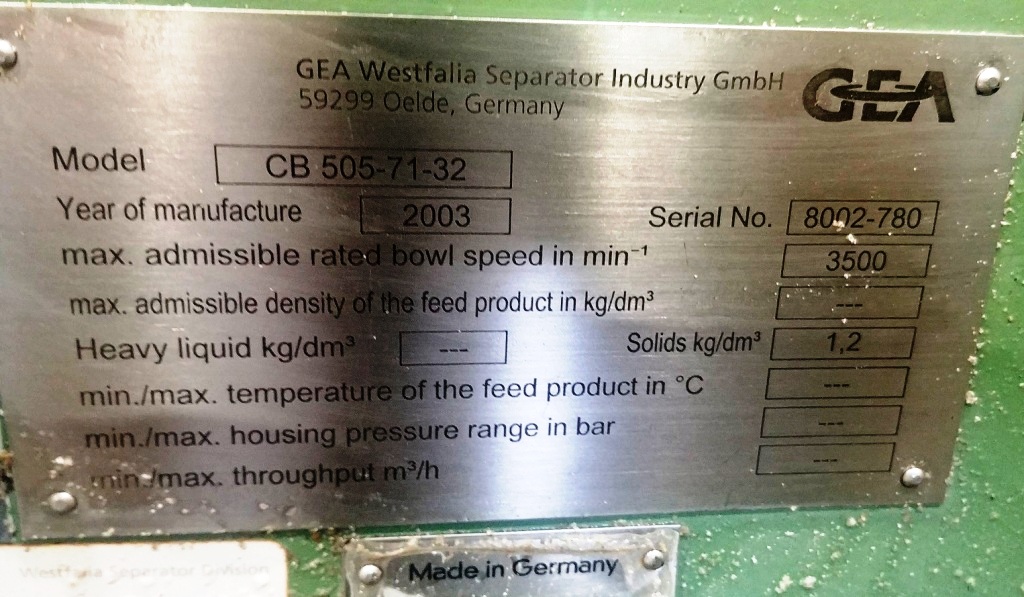 GEA Westfalia Separator Industry GmbH
59299 Oelde, Germany
GEA
Model CB 505-71-32
Year of manufacture 2003 Serial No. 8002-780
max. admissible rated bowl speed in min⁻¹ 3500
max. admissible density of the feed product in kg/dm³ ---
Heavy liquid kg/dm³ --- Solids kg/dm³ 1,2
min./max. temperature of the feed product in °C ---
min./max. housing pressure range in bar ---
min./max. throughput m³/h ---
Westfalia Seperator Division
Made in Germany